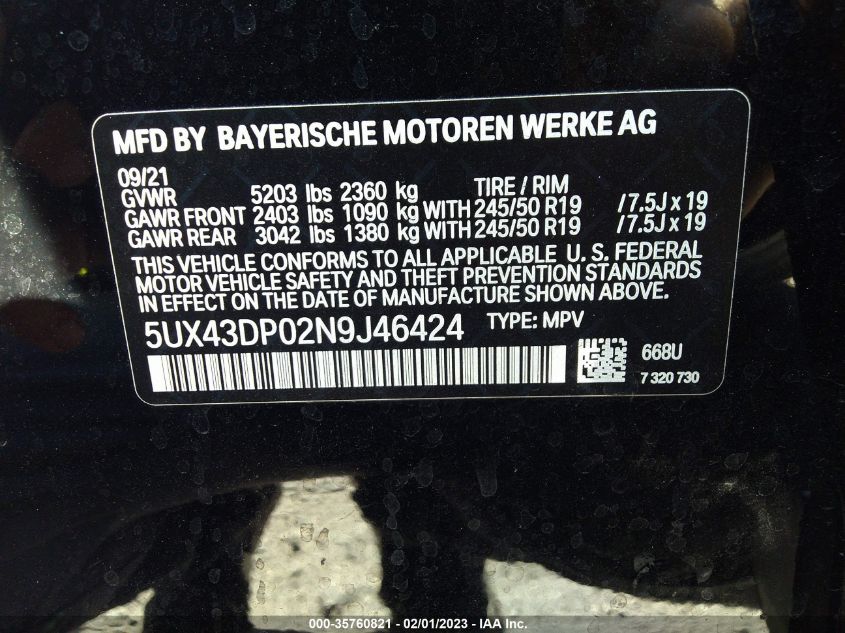 MFD BY BAYERISCHE MOTOREN WERKE AG
09/21
GVWR 5203 lbs 2360 kg TIRE / RIM
GAWR FRONT 2403 lbs 1090 kg WITH 245/50 R19 / 7.5J x 19
GAWR REAR 3042 lbs 1380 kg WITH 245/50 R19 / 7.5J x 19
THIS VEHICLE CONFORMS TO ALL APPLICABLE U. S. FEDERAL
MOTOR VEHICLE SAFETY AND THEFT PREVENTION STANDARDS
IN EFFECT ON THE DATE OF MANUFACTURE SHOWN ABOVE.
5UX43DP02N9J46424 TYPE: MPV
668U
7 320 730
000-35760821 - 02/01/2023 - IAA Inc.